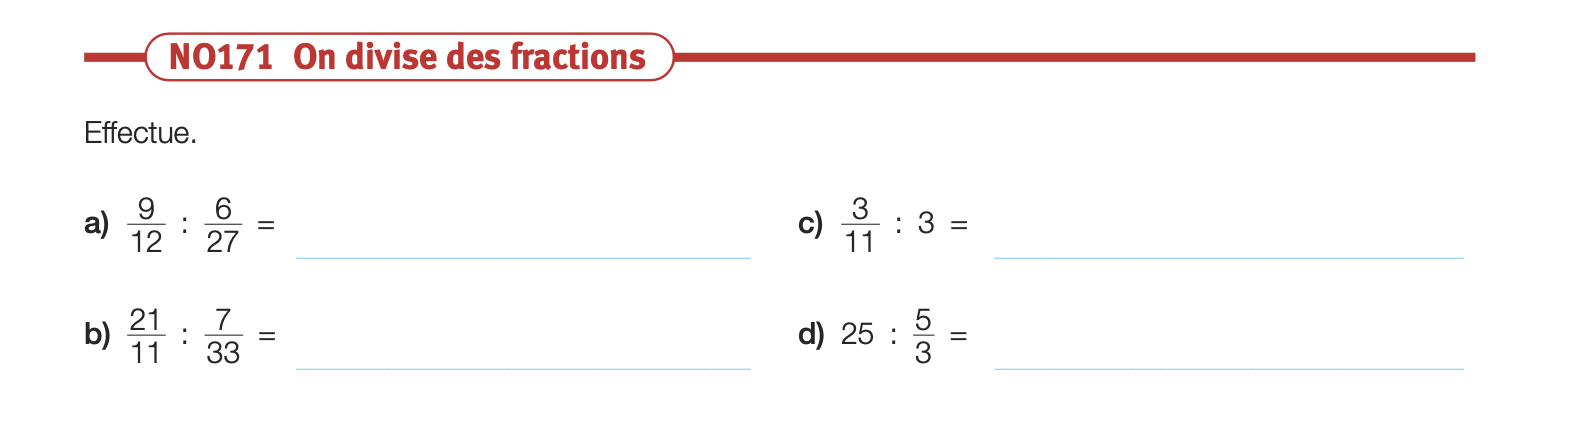 NO171 On divise des fractions
Effectue.
a) 9/12 : 6/27 =
b) 21/11 : 7/33 =
c) 3/11 : 3 =
d) 25 : 5/3 =